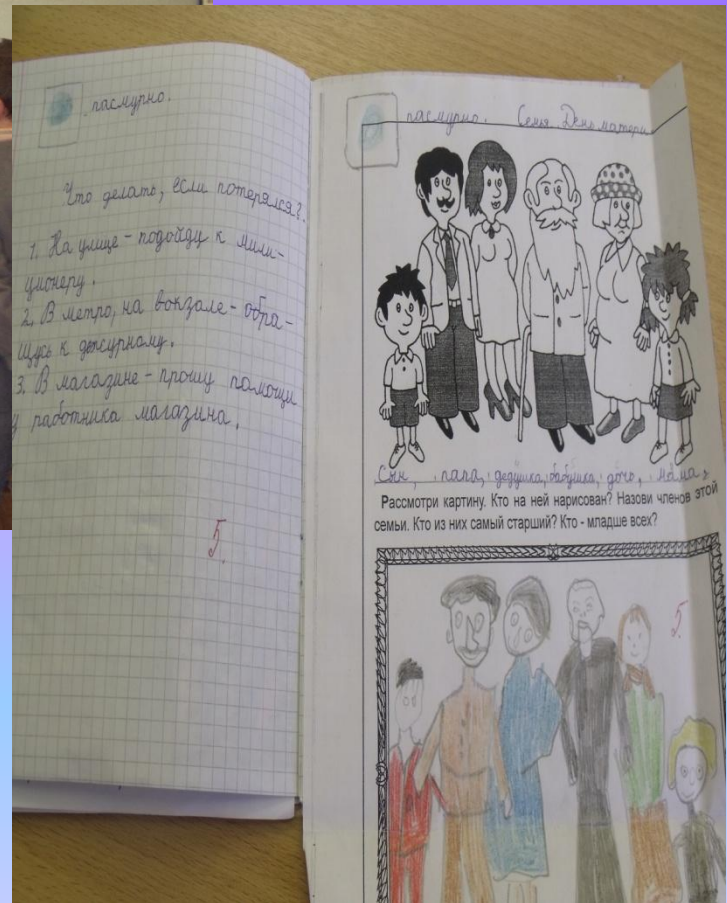 пасмурно.
Что делать, если потерялся?
1. На улице – подойду к мили-
ционеру.
2. В метро, на вокзале – обра-
щусь к дежурному.
3. В магазине – прошу помощи
у работника магазина.
5.
пасмурно. Семья. День матери
Сын, папа, дедушка, бабушка, дочь, мама,
Рассмотри картину. Кто на ней нарисован? Назови членов этой
семьи. Кто из них самый старший? Кто - младше всех?
5.